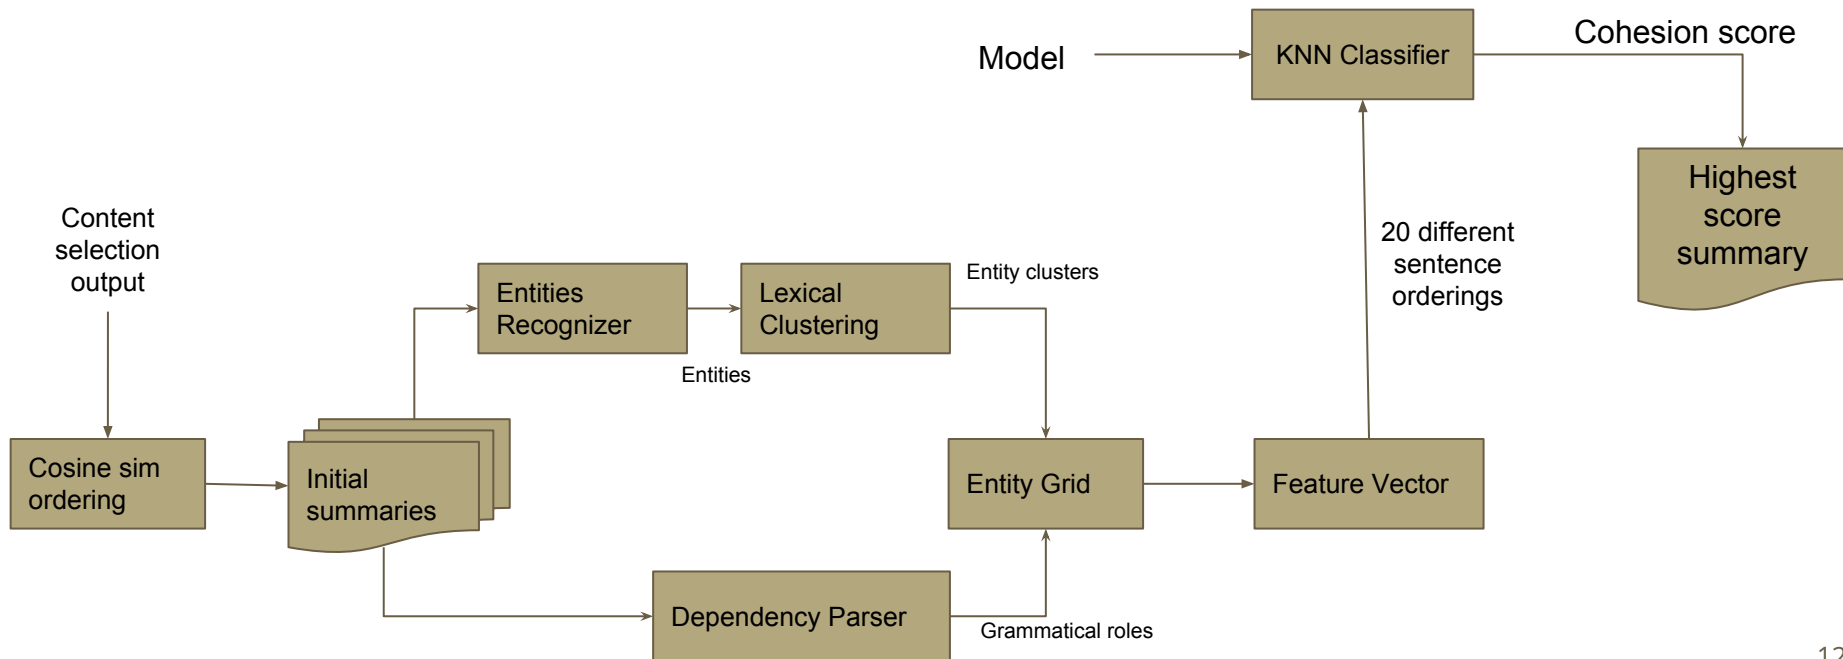 Model
KNN Classifier
Cohesion score
Highest
score
summary
Content
selection
output
20 different
sentence
orderings
Entities
Recognizer
Lexical
Clustering
Entity clusters
Entities
Cosine sim
ordering
Initial
summaries
Entity Grid
Feature Vector
Dependency Parser
Grammatical roles
12